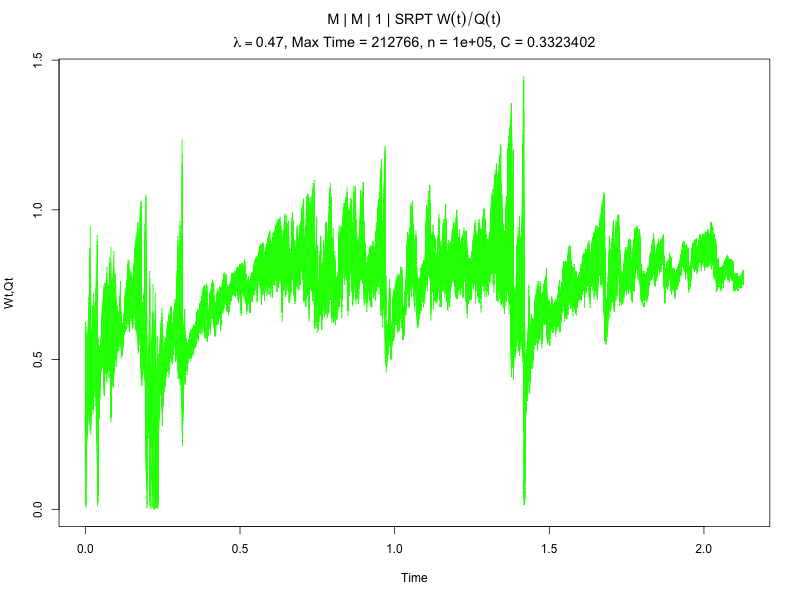 M | M | 1 | SRPT W(t)/Q(t)
λ = 0.47, Max Time = 212766, n = 1e+05, C = 0.3323402
Wt,Qt
1.5
1.0
0.5
0.0
0.0 0.5 1.0 1.5 2.0
Time